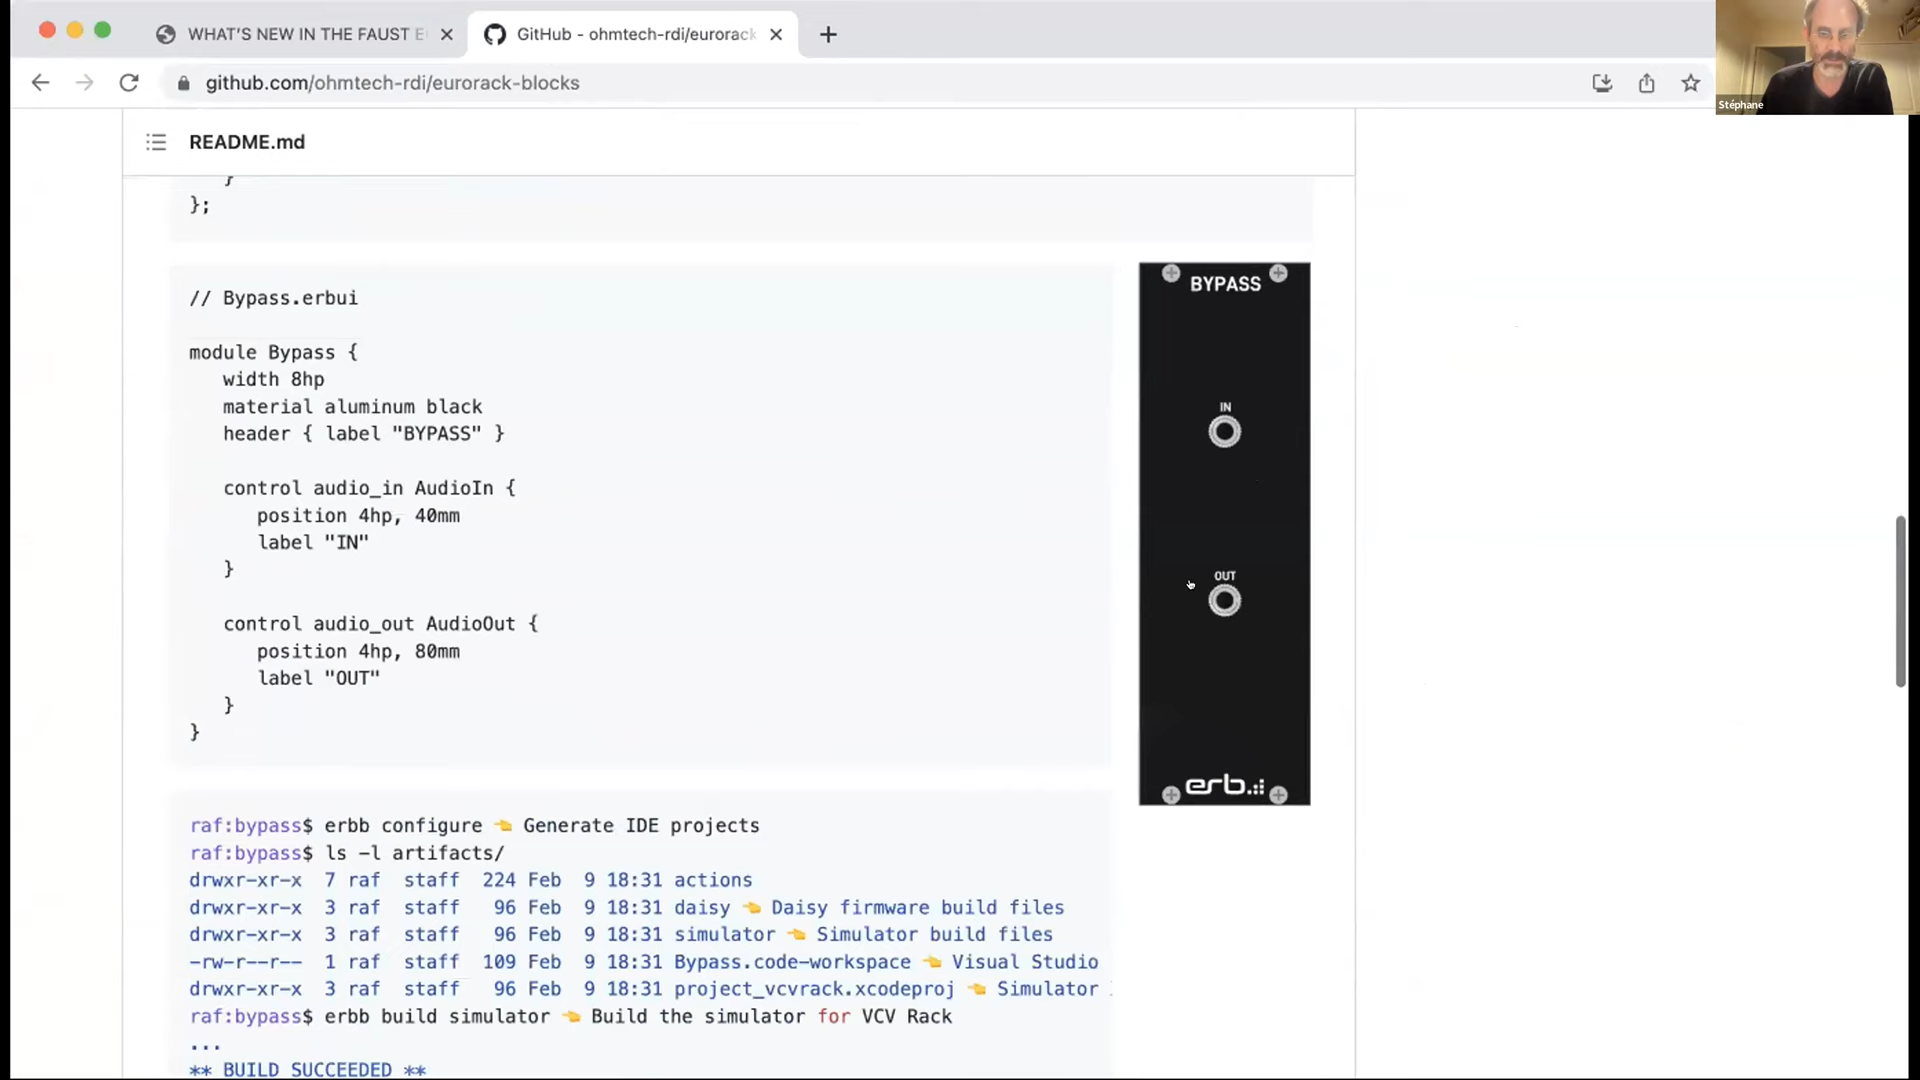 WHAT'S NEW IN THE FAUST E
GitHub - ohmtech-rdi/eurorack
github.com/ohmtech-rdi/eurorack-blocks
Stéphane
README.md
}
};
// Bypass.erbui
module Bypass {
width 8hp
material aluminum black
header { label "BYPASS" }
control audio_in AudioIn {
position 4hp, 40mm
label "IN"
}
control audio_out AudioOut {
position 4hp, 80mm
label "OUT"
}
}
BYPASS
IN
OUT
erb
raf:bypass$ erbb configure 👈 Generate IDE projects
raf:bypass$ ls -l artifacts/
drwxr-xr-x 7 raf staff 224 Feb 9 18:31 actions
drwxr-xr-x 3 raf staff 96 Feb 9 18:31 daisy 👈 Daisy firmware build files
drwxr-xr-x 3 raf staff 96 Feb 9 18:31 simulator 👈 Simulator build files
-rw-r--r-- 1 raf staff 109 Feb 9 18:31 Bypass.code-workspace 👈 Visual Studio
drwxr-xr-x 3 raf staff 96 Feb 9 18:31 project_vcvrack.xcodeproj 👈 Simulator
raf:bypass$ erbb build simulator 👈 Build the simulator for VCV Rack
...
** BUILD SUCCEEDED **